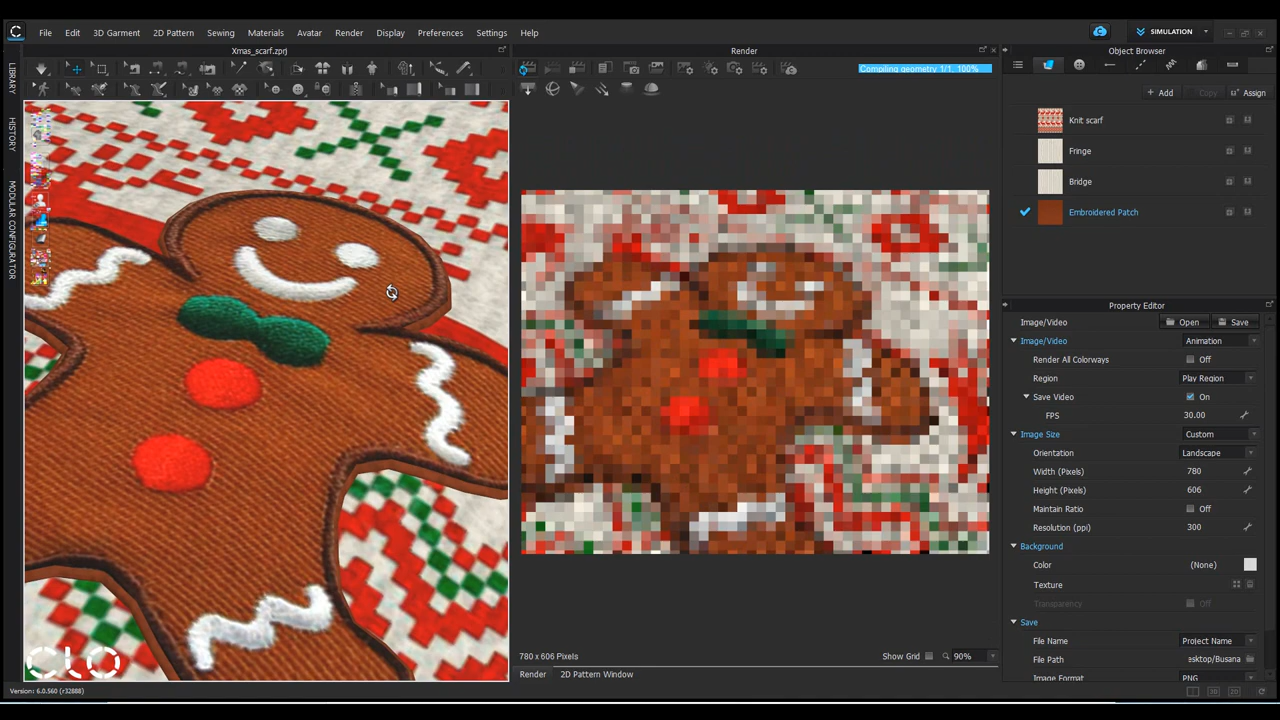 File Edit 3D Garment 2D Pattern Sewing Materials Avatar Render Display Preferences Settings Help
SIMULATION
Xmas_scarf.zprj
Render
Object Browser
Compiling geometry 1/1, 100%
LIBRARY
HISTORY
MODULAR CONFIGURATOR
Add Copy Assign
Knit scarf
Fringe
Bridge
Embroidered Patch
Property Editor
Image/Video Open Save
Image/Video Animation
Render All Colorways Off
Region Play Region
Save Video On
FPS 30.00
Image Size Custom
Orientation Landscape
Width (Pixels) 780
Height (Pixels) 606
Maintain Ratio Off
Resolution (ppi) 300
Background
Color (None)
Texture
Transparency Off
Save
File Name Project Name
File Path esktop/Busana
Image Format PNG
780 x 606 Pixels Show Grid 90%
Render 2D Pattern Window
CLO
Version: 6.0.560 (r32888)
3D 2D